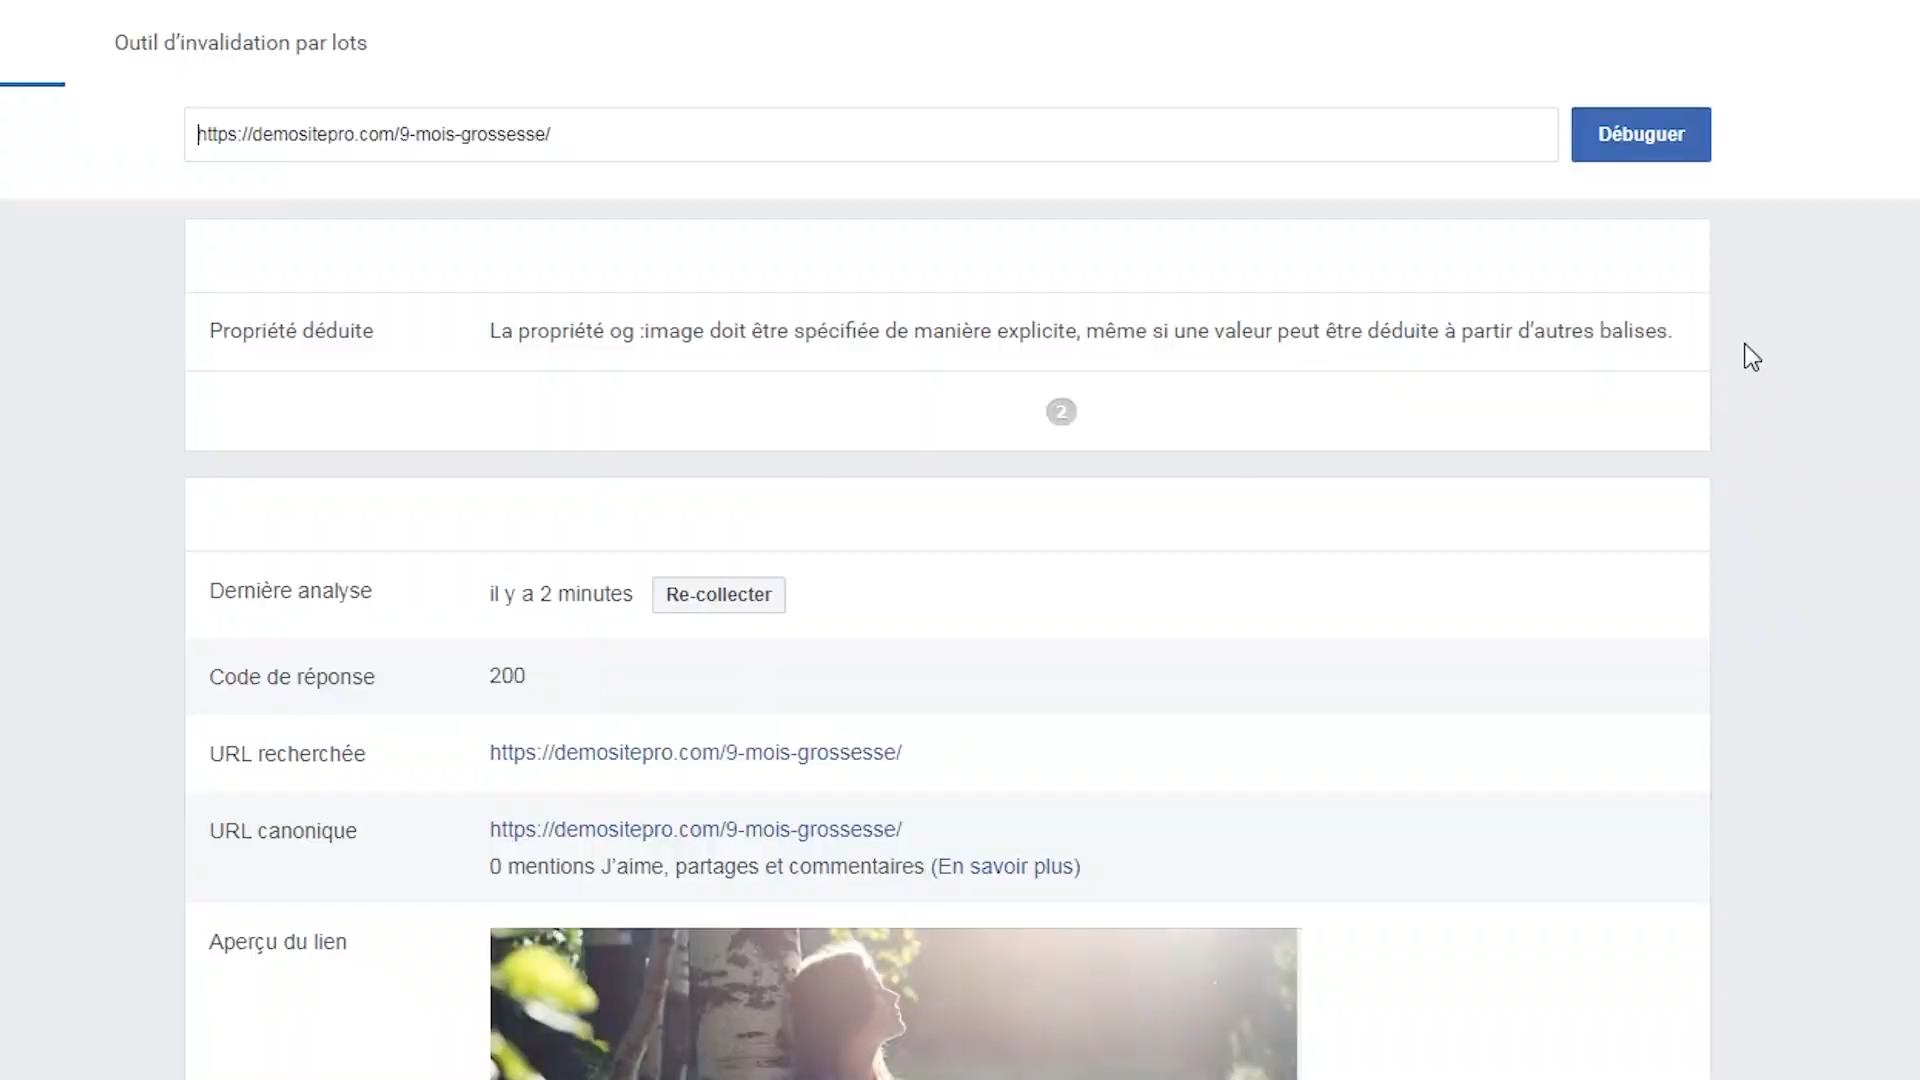 Outil d’invalidation par lots
https://demositepro.com/9-mois-grossesse/
Débuguer
Propriété déduite
La propriété og :image doit être spécifiée de manière explicite, même si une valeur peut être déduite à partir d’autres balises.
2
Dernière analyse
il y a 2 minutes
Re-collecter
Code de réponse
200
URL recherchée
https://demositepro.com/9-mois-grossesse/
URL canonique
https://demositepro.com/9-mois-grossesse/
0 mentions J’aime, partages et commentaires (En savoir plus)
Aperçu du lien